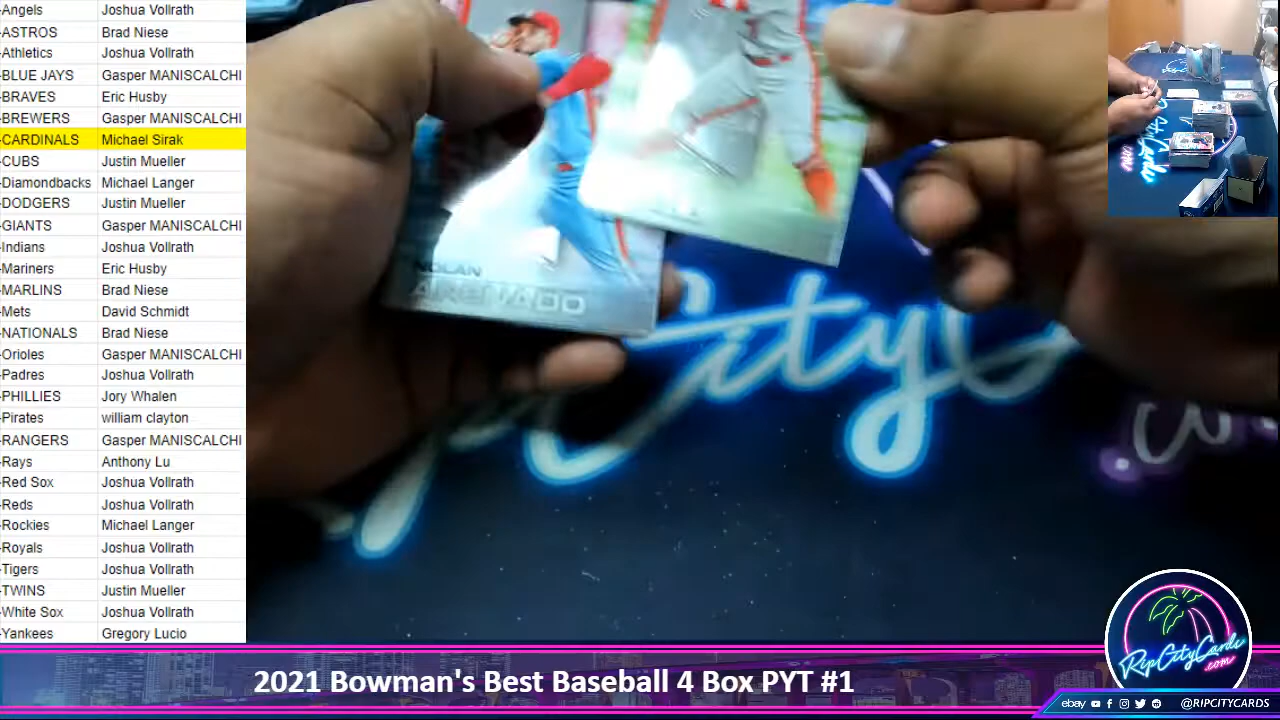 -Angels Joshua Vollrath
-ASTROS Brad Niese
-Athletics Joshua Vollrath
-BLUE JAYS Gasper MANISCALCHI
-BRAVES Eric Husby
-BREWERS Gasper MANISCALCHI
-CARDINALS Michael Sirak
-CUBS Justin Mueller
-Diamondbacks Michael Langer
-DODGERS Justin Mueller
-GIANTS Gasper MANISCALCHI
-Indians Joshua Vollrath
-Mariners Eric Husby
-MARLINS Brad Niese
-Mets David Schmidt
-NATIONALS Brad Niese
-Orioles Gasper MANISCALCHI
-Padres Joshua Vollrath
-PHILLIES Jory Whalen
-Pirates william clayton
-RANGERS Gasper MANISCALCHI
-Rays Anthony Lu
-Red Sox Joshua Vollrath
-Reds Joshua Vollrath
-Rockies Michael Langer
-Royals Joshua Vollrath
-Tigers Joshua Vollrath
-TWINS Justin Mueller
-White Sox Joshua Vollrath
-Yankees Gregory Lucio
NOLAN
ARENADO
City
RipCityCards
.com
2021 Bowman's Best Baseball 4 Box PYT #1
ebay @RIPCITYCARDS